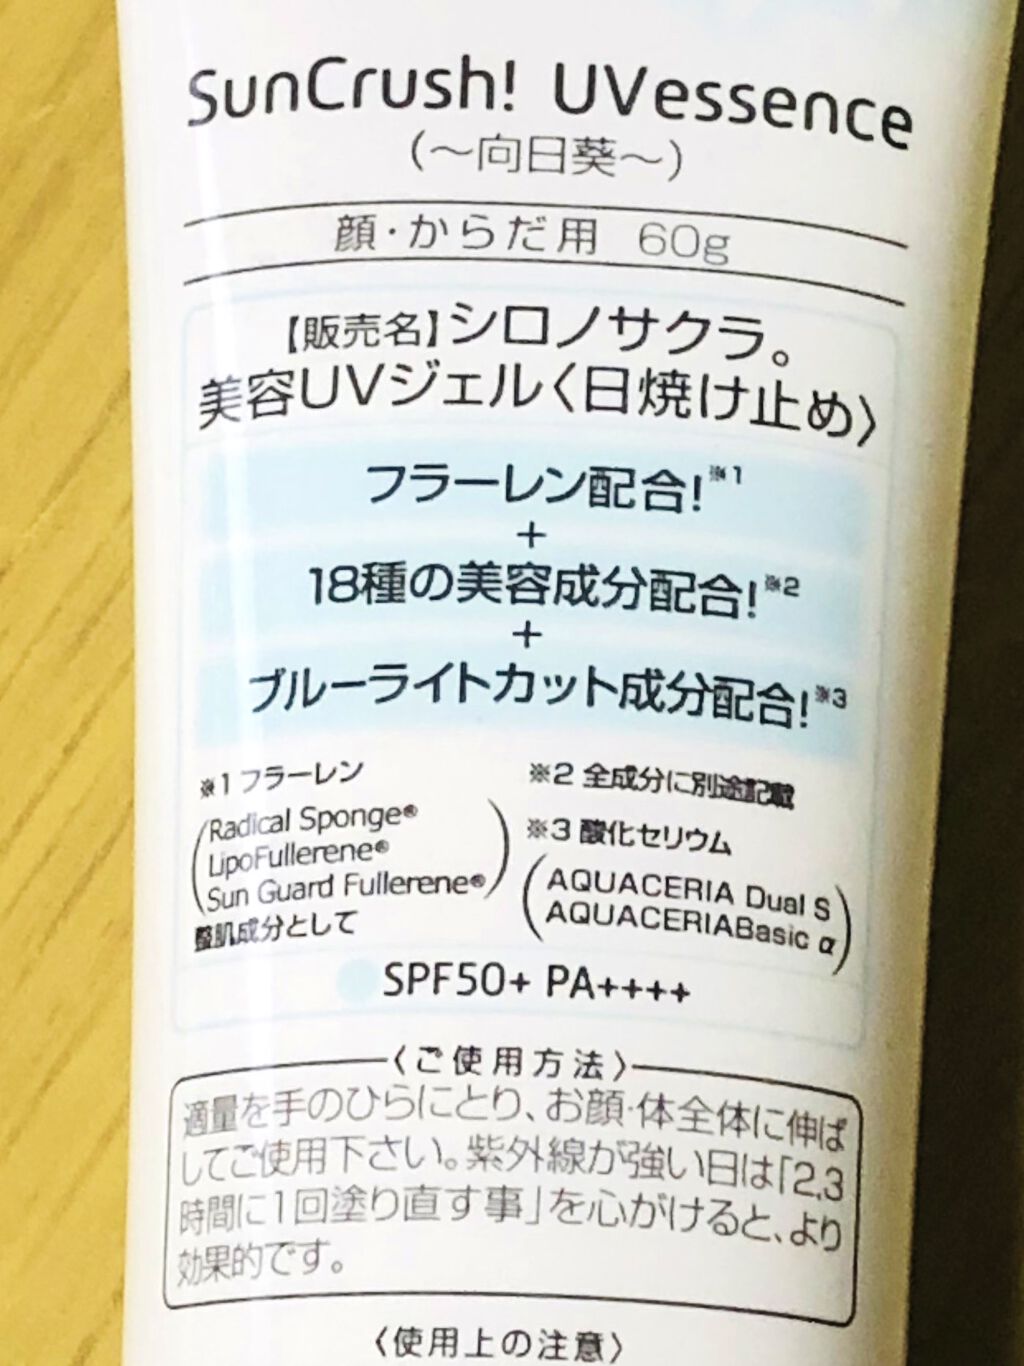 SunCrush! UVessence
(〜向日葵〜)
顔・からだ用 60g
【販売名】シロノサクラ。
美容UVジェル〈日焼け止め〉
フラーレン配合!※1
+
18種の美容成分配合!※2
+
ブルーライトカット成分配合!※3
※1 フラーレン
(Radical Sponge®
LipoFullerene®
Sun Guard Fullerene®)
整肌成分として
※2 全成分に別途記載
※3 酸化セリウム
(AQUACERIA Dual S
AQUACERIABasic α)
SPF50+ PA++++
〈ご使用方法〉
適量を手のひらにとり、お顔・体全体に伸ば
してご使用下さい。紫外線が強い日は「2,3
時間に1回塗り直す事」を心がけると、より
効果的です。
〈使用上の注意〉